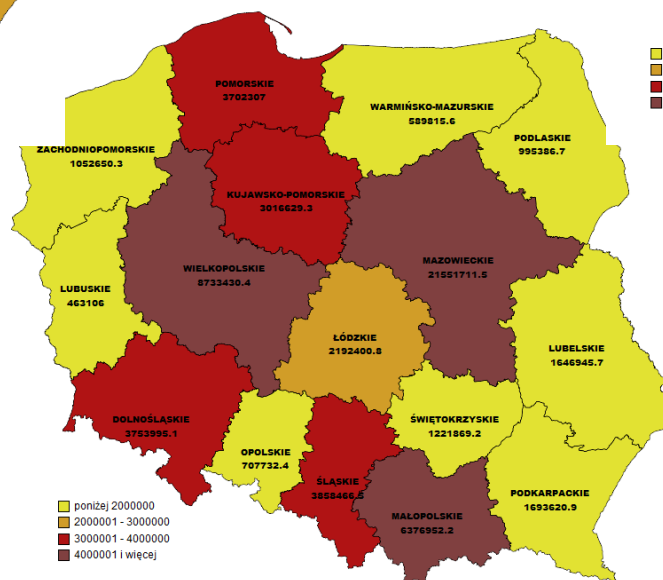 POMORSKIE
3702307
WARMIŃSKO-MAZURSKIE
589815.6
PODLASKIE
995386.7
ZACHODNIOPOMORSKIE
1052650.3
KUJAWSKO-POMORSKIE
3016629.3
MAZOWIECKIE
21551711.5
WIELKOPOLSKIE
8733430.4
LUBUSKIE
463106
ŁÓDZKIE
2192400.8
LUBELSKIE
1646945.7
DOLNOŚLĄSKIE
3753995.1
ŚWIĘTOKRZYSKIE
1221869.2
OPOLSKIE
707732.4
ŚLĄSKIE
3858466.5
PODKARPACKIE
1693620.9
MAŁOPOLSKIE
6376952.2
poniżej 2000000
2000001 - 3000000
3000001 - 4000000
4000001 i więcej